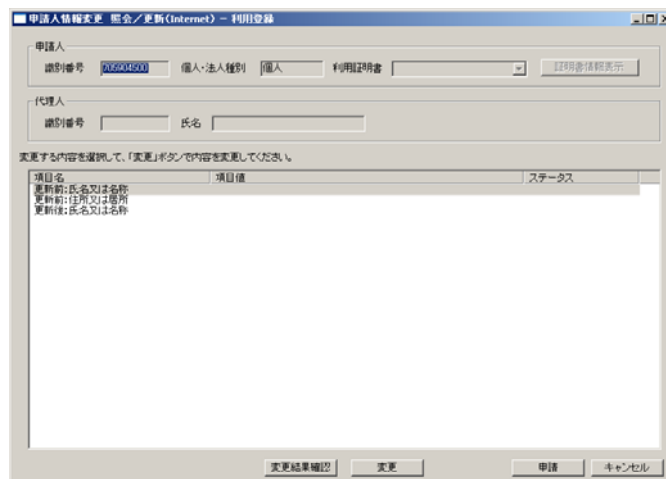 申請人情報変更 照会／更新(Internet) － 利用登録
申請人
識別番号 705904500 個人・法人種別 個人 利用証明書 証明書情報表示
代理人
識別番号 氏名
変更する内容を選択して、「変更」ボタンで内容を変更してください。
項目名 項目値 ステータス
更新前:氏名又は名称
更新前:住所又は居所
更新後:氏名又は名称
変更結果確認 変更 申請 キャンセル